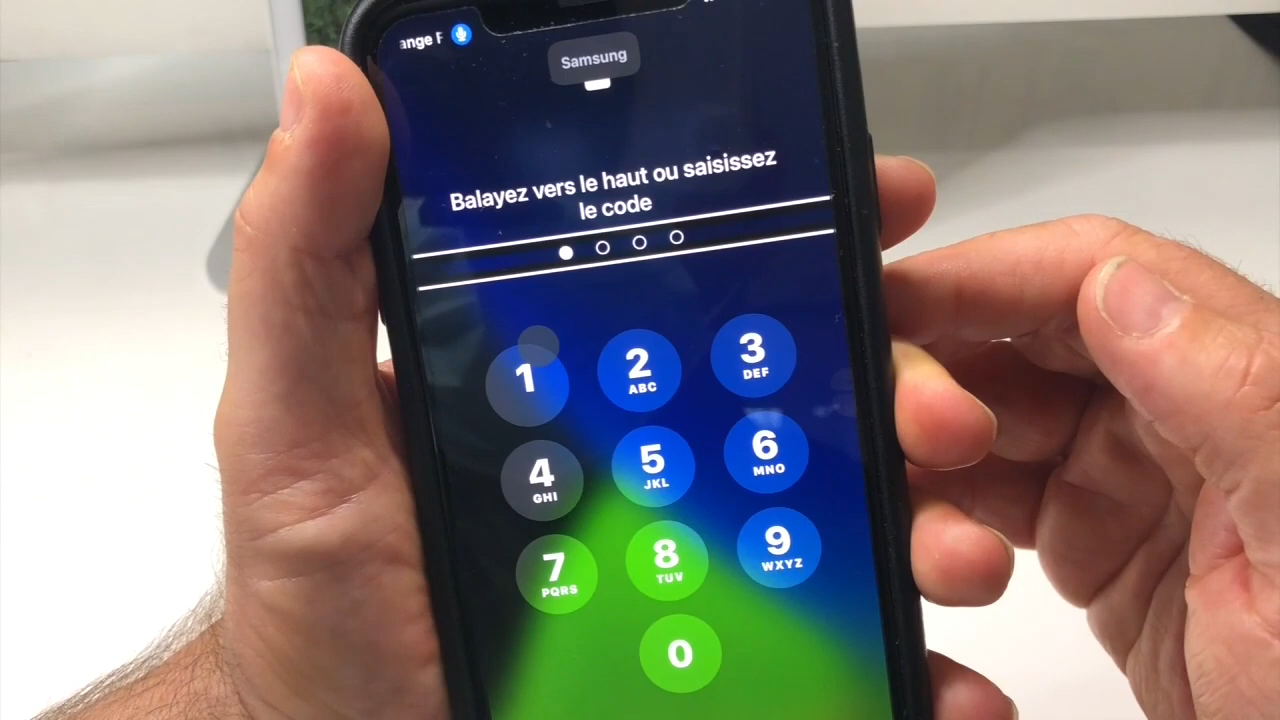 ange F
Samsung
Balayez vers le haut ou saisissez
le code
1
2
ABC
3
DEF
4
GHI
5
JKL
6
MNO
7
PQRS
8
TUV
9
WXYZ
0